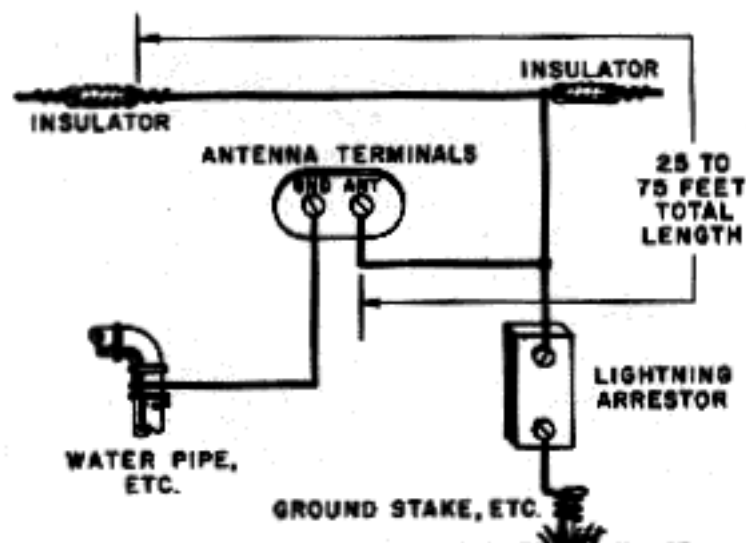 INSULATOR
INSULATOR
ANTENNA TERMINALS
GND ANT
25 TO
75 FEET
TOTAL
LENGTH
LIGHTNING
ARRESTOR
WATER PIPE,
ETC.
GROUND STAKE, ETC.